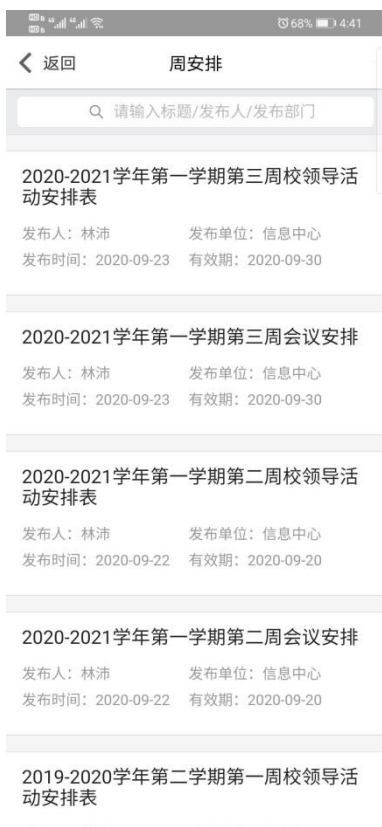 68% 4:41
返回 周安排
请输入标题/发布人/发布部门
2020-2021学年第一学期第三周校领导活
动安排表
发布人：林沛 发布单位：信息中心
发布时间：2020-09-23 有效期：2020-09-30
2020-2021学年第一学期第三周会议安排
发布人：林沛 发布单位：信息中心
发布时间：2020-09-23 有效期：2020-09-30
2020-2021学年第一学期第二周校领导活
动安排表
发布人：林沛 发布单位：信息中心
发布时间：2020-09-22 有效期：2020-09-20
2020-2021学年第一学期第二周会议安排
发布人：林沛 发布单位：信息中心
发布时间：2020-09-22 有效期：2020-09-20
2019-2020学年第二学期第一周校领导活
动安排表